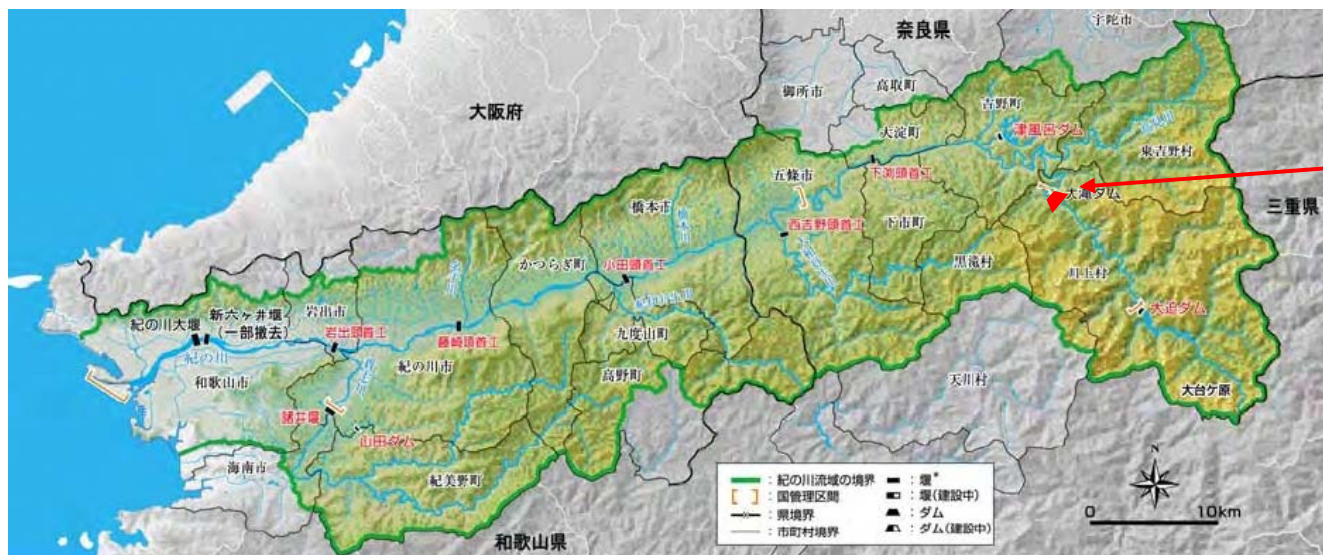 宇陀市
奈良県
高取町
御所市
吉野町
大阪府
大淀町
津風呂ダム
東吉野村
下渕頭首工
五條市
大滝ダム
三重県
橋本市
橋本川
西吉野頭首工
下市町
黒滝村
川上村
かつらぎ町
小田頭首工
大迫ダム
新六ヶ井堰
(一部撤去)
岩出市
紀の川大堰
岩出頭首工
藤崎頭首工
九度山町
紀の川
紀の川市
和歌山市
高野町
天川村
大台ケ原
諸井堰
山田ダム
海南市
紀美野町
:紀の川流域の境界
:国管理区間
:県境界
:市町村境界
:堰*
:堰(建設中)
:ダム
:ダム(建設中)
N
0 10km
和歌山県